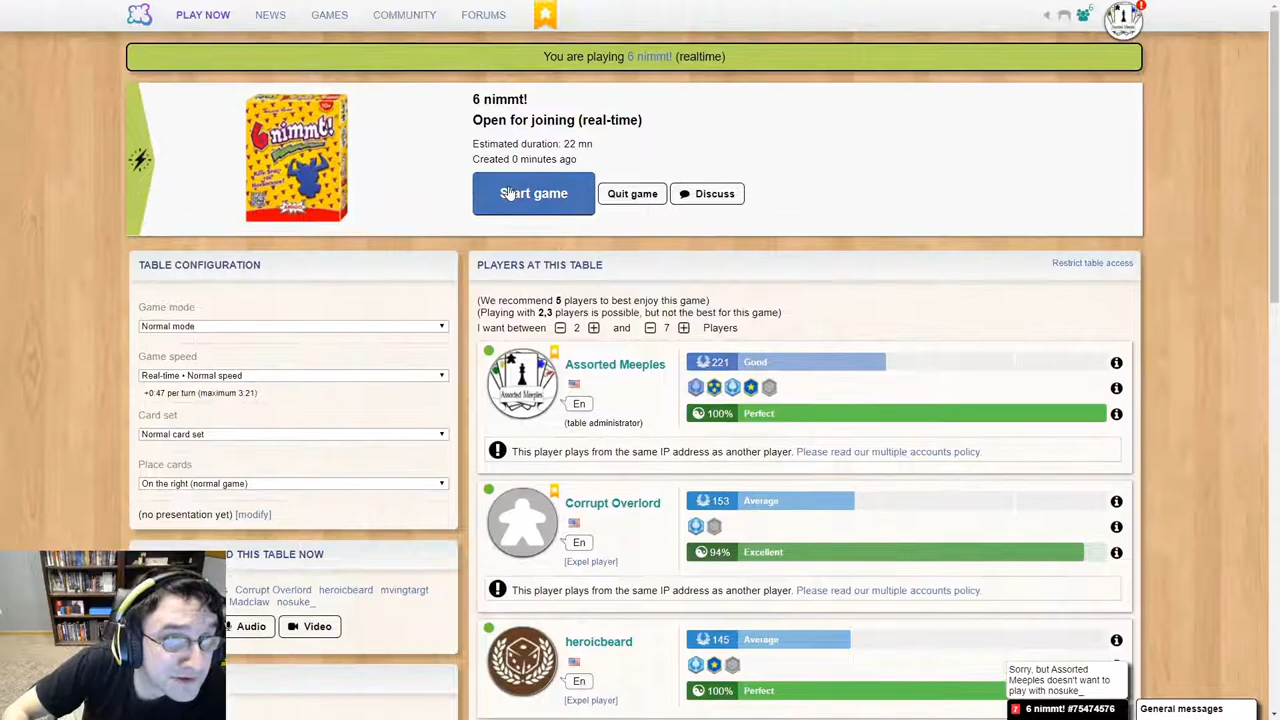 PLAY NOW NEWS GAMES COMMUNITY FORUMS
6
You are playing 6 nimmt! (realtime)
6 nimmt!
6 nimmt!
Open for joining (real-time)
Estimated duration: 22 mn
Created 0 minutes ago
Start game Quit game Discuss
TABLE CONFIGURATION
Game mode
Normal mode
Game speed
Real-time • Normal speed
+0:47 per turn (maximum 3.21)
Card set
Normal card set
Place cards
On the right (normal game)
(no presentation yet) [modify]
D THIS TABLE NOW
Corrupt Overlord heroicbeard mvingtargt
Madclaw nosuke_
Audio Video
PLAYERS AT THIS TABLE
Restrict table access
(We recommend 5 players to best enjoy this game)
(Playing with 2,3 players is possible, but not the best for this game)
I want between 2 and 7 Players
Assorted Meeples
Assorted Meeples 221 Good
En
(table administrator)
100% Perfect
This player plays from the same IP address as another player. Please read our multiple accounts policy.
Corrupt Overlord 153 Average
En
[Expel player]
94% Excellent
This player plays from the same IP address as another player. Please read our multiple accounts policy.
heroicbeard 145 Average
En
[Expel player]
100% Perfect
Sorry, but Assorted
Meeples doesn't want to
play with nosuke_
7 6 nimmt! #75474576
General messages